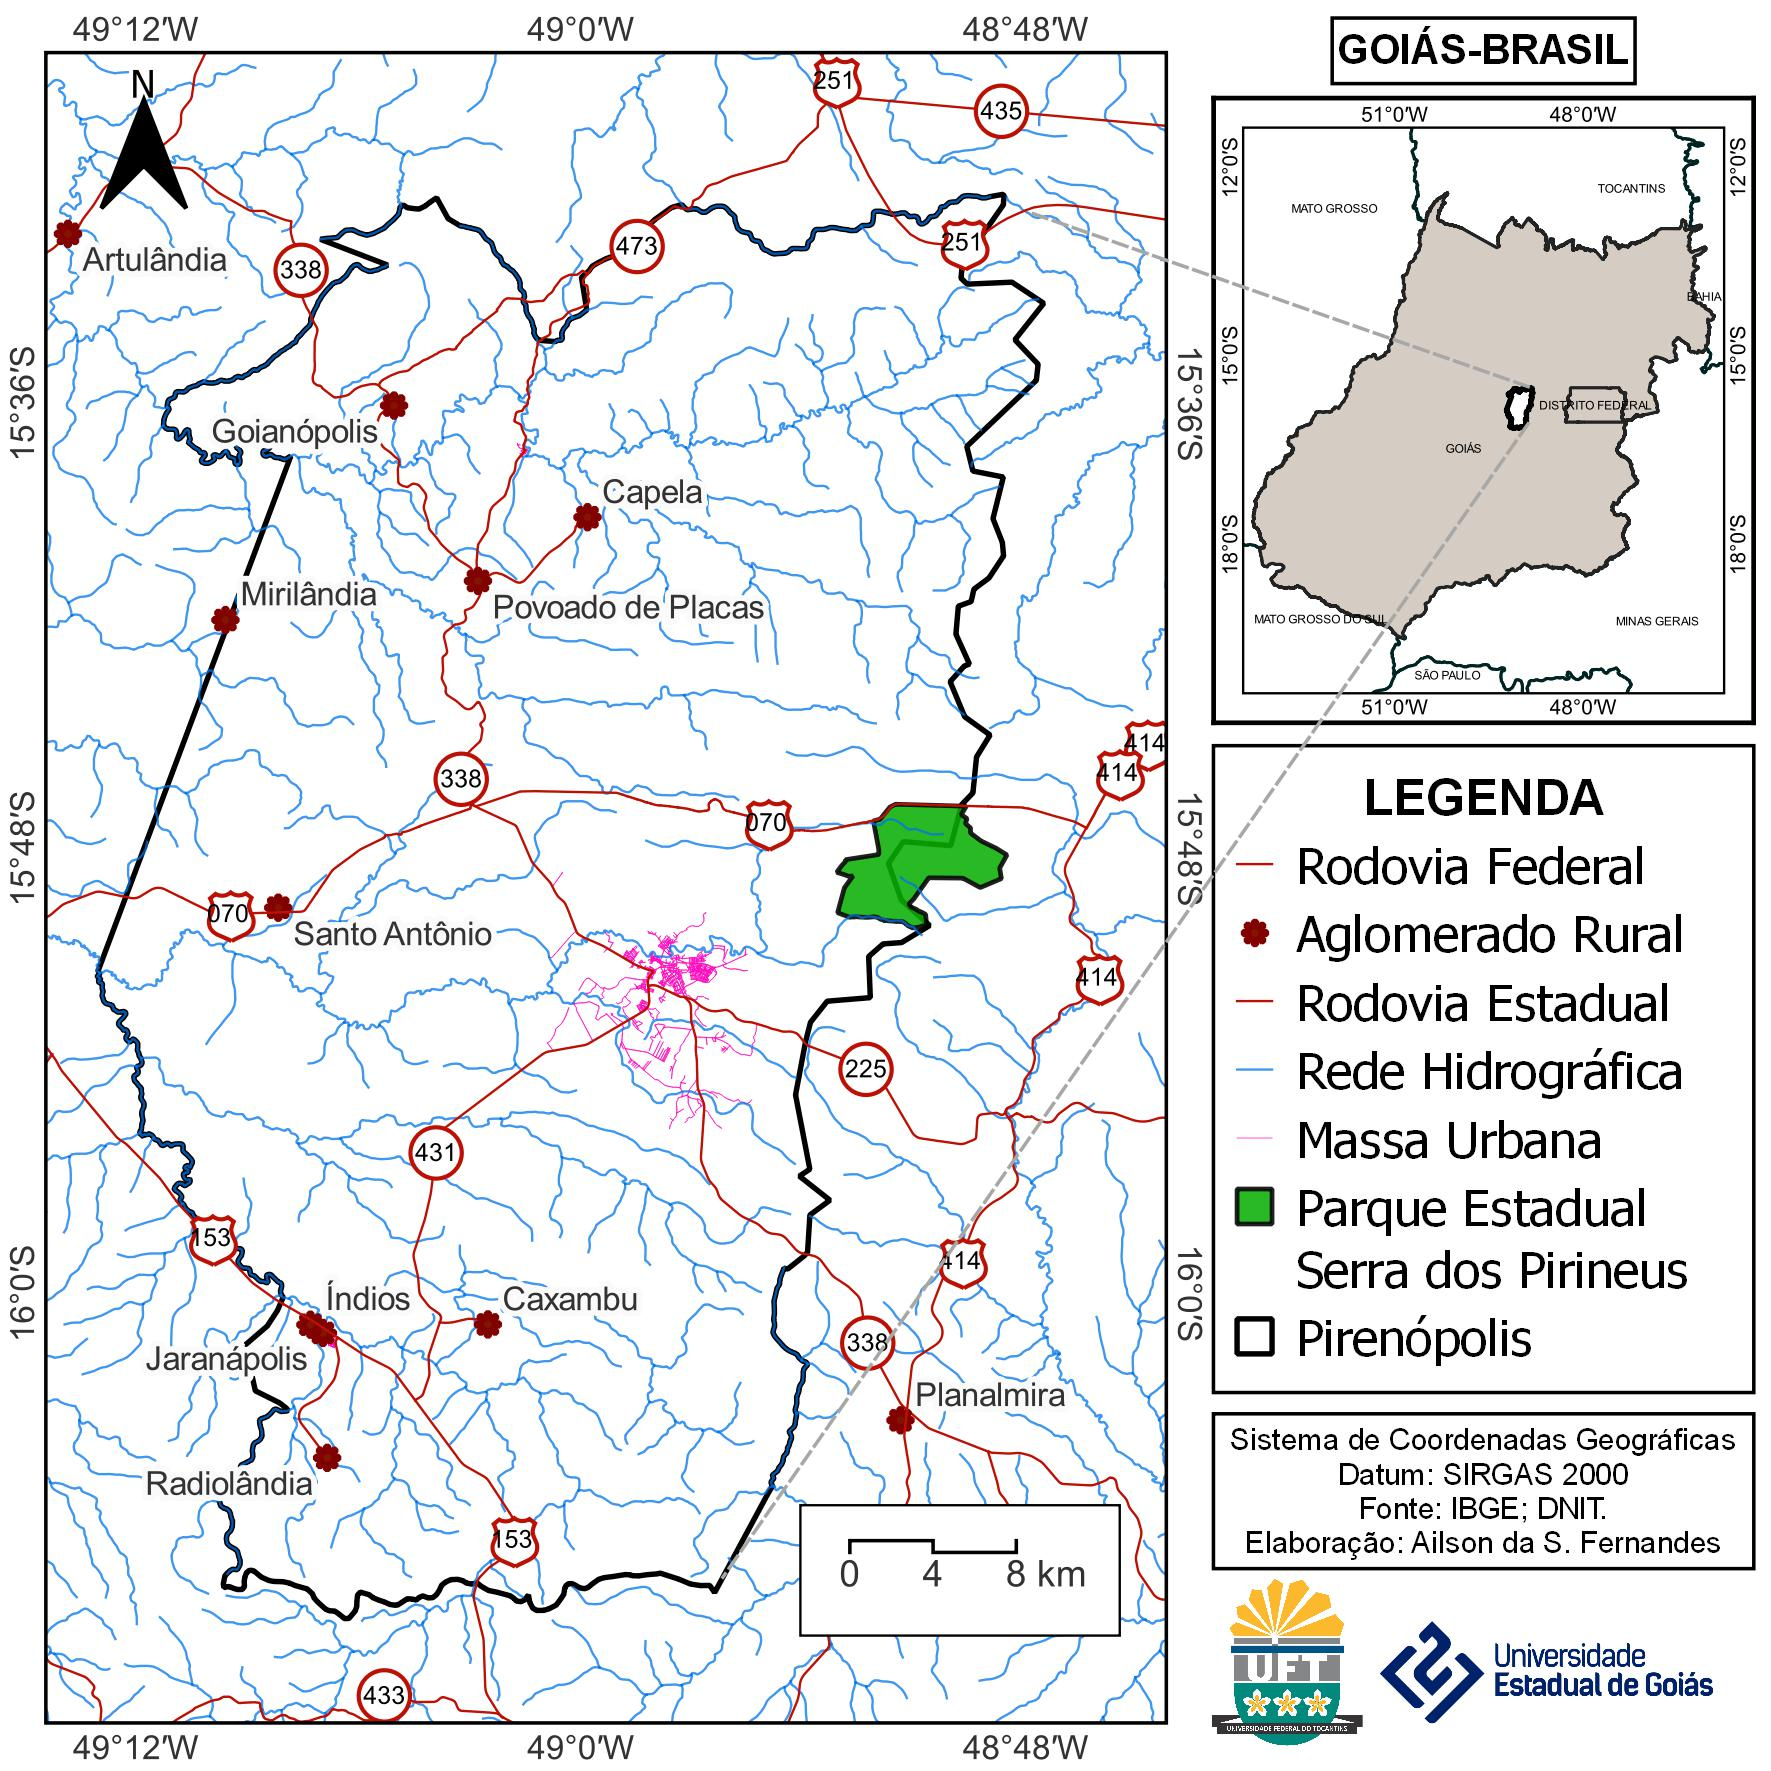 49°12′W 49°0′W 48°48′W
N
251
435
Artulândia
338
473
251
15°36′S 15°36′S
Goianópolis
Capela
Mirilândia
Povoado de Placas
414
414
338
070
15°48′S 15°48′S
070
Santo Antônio
414
225
431
153
414
16°0′S 16°0′S
Índios
Caxambu
338
Jaranápolis
Planalmira
Radiolândia
153
0 4 8 km
433
49°12′W 49°0′W 48°48′W
GOIÁS-BRASIL
51°0′W 48°0′W
12°0′S 12°0′S
TOCANTINS
MATO GROSSO
BAHIA
15°0′S 15°0′S
DISTRITO FEDERAL
GOIÁS
18°0′S 18°0′S
MATO GROSSO DO SUL
MINAS GERAIS
SÃO PAULO
51°0′W 48°0′W
LEGENDA
Rodovia Federal
Aglomerado Rural
Rodovia Estadual
Rede Hidrográfica
Massa Urbana
Parque Estadual
Serra dos Pirineus
Pirenópolis
Sistema de Coordenadas Geográficas
Datum: SIRGAS 2000
Fonte: IBGE; DNIT.
Elaboração: Ailson da S. Fernandes
UFT
UNIVERSIDADE FEDERAL DO TOCANTINS
Universidade
Estadual de Goiás